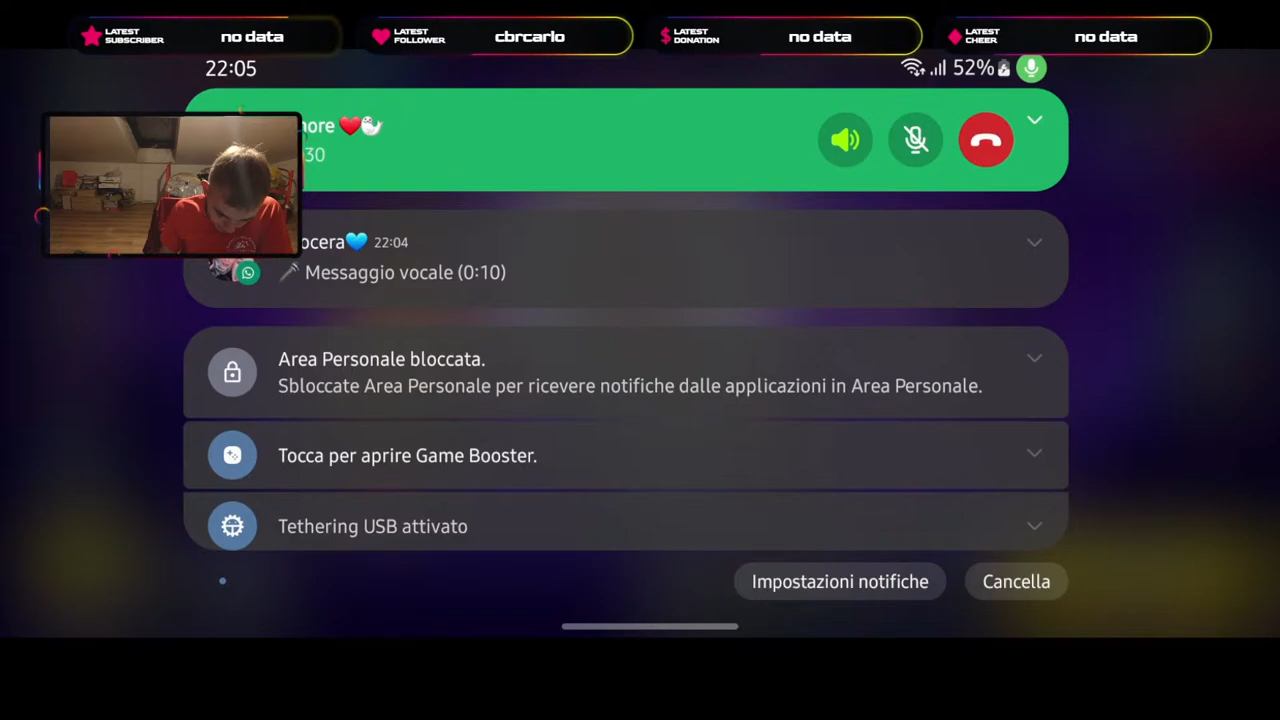 LATEST SUBSCRIBER
no data
LATEST FOLLOWER
cbrcarlo
LATEST DONATION
no data
LATEST CHEER
no data
22:05
52%
30
22:04
Messaggio vocale (0:10)
Area Personale bloccata.
Sbloccate Area Personale per ricevere notifiche dalle applicazioni in Area Personale.
Tocca per aprire Game Booster.
Tethering USB attivato
Impostazioni notifiche
Cancella